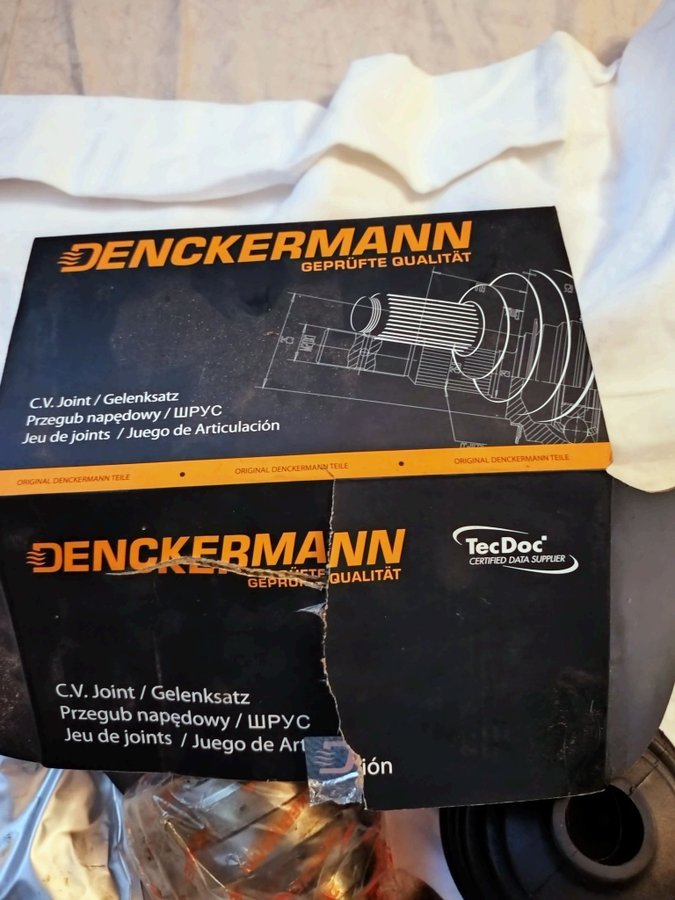 DENCKERMANN
GEPRÜFTE QUALITÄT
C.V. Joint / Gelenksatz
Przegub napędowy / ШРУС
Jeu de joints / Juego de Articulación
ORIGINAL DENCKERMANN TEILE • ORIGINAL DENCKERMANN TEILE • ORIGINAL DENCKERMANN TEILE
DENCKERMANN
GEPRÜFTE QUALITÄT
TecDoc
CERTIFIED DATA SUPPLIER
C.V. Joint / Gelenksatz
Przegub napędowy / ШРУС
Jeu de joints / Juego de Art ión